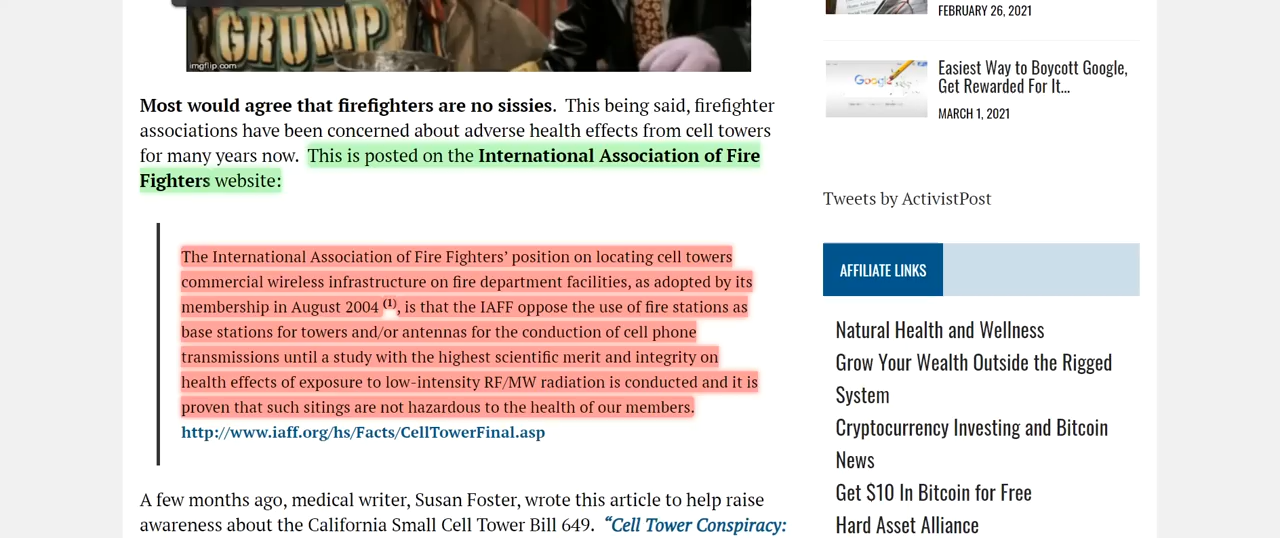 GRUMP
imgflip.com
Most would agree that firefighters are no sissies. This being said, firefighter
associations have been concerned about adverse health effects from cell towers
for many years now. This is posted on the International Association of Fire
Fighters website:
The International Association of Fire Fighters’ position on locating cell towers
commercial wireless infrastructure on fire department facilities, as adopted by its
membership in August 2004 (1), is that the IAFF oppose the use of fire stations as
base stations for towers and/or antennas for the conduction of cell phone
transmissions until a study with the highest scientific merit and integrity on
health effects of exposure to low-intensity RF/MW radiation is conducted and it is
proven that such sitings are not hazardous to the health of our members.
http://www.iaff.org/hs/Facts/CellTowerFinal.asp
A few months ago, medical writer, Susan Foster, wrote this article to help raise
awareness about the California Small Cell Tower Bill 649. “Cell Tower Conspiracy:
FEBRUARY 26, 2021
Google
Easiest Way to Boycott Google,
Get Rewarded For It...
MARCH 1, 2021
Tweets by ActivistPost
AFFILIATE LINKS
Natural Health and Wellness
Grow Your Wealth Outside the Rigged
System
Cryptocurrency Investing and Bitcoin
News
Get $10 In Bitcoin for Free
Hard Asset Alliance